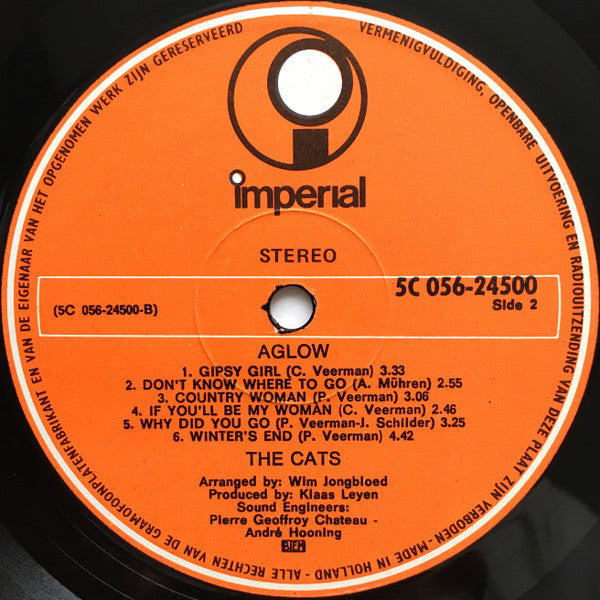 imperial
STEREO
5C 056-24500
(5C 056-24500-B)
Side 2
AGLOW
1. GIPSY GIRL (C. Veerman) 3.33
2. DON'T KNOW WHERE TO GO (A. Mühren) 2.55
3. COUNTRY WOMAN (P. Veerman) 3.06
4. IF YOU'LL BE MY WOMAN (C. Veerman) 2.46
5. WHY DID YOU GO (P. Veerman-J. Schilder) 3.25
6. WINTER'S END (P. Veerman) 4.42
THE CATS
Arranged by: Wim Jongbloed
Produced by: Klaas Leyen
Sound Engineers:
Pierre Geoffroy Chateau -
André Hooning
BIEM
ALLE RECHTEN VAN DE GRAMOFOONPLATENFABRIKANT EN VAN DE EIGENAAR VAN HET OPGENOMEN WERK ZIJN GERESERVEERD VERMENIGVULDIGING, OPENBARE UITVOERING EN RADIOUITZENDING VAN DEZE PLAAT ZIJN VERBODEN - MADE IN HOLLAND -